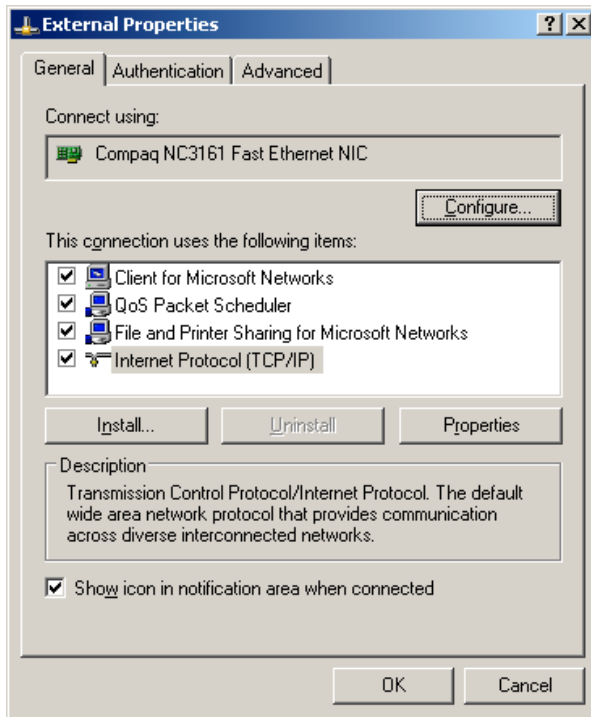 External Properties
General Authentication Advanced
Connect using:
Compaq NC3161 Fast Ethernet NIC
Configure...
This connection uses the following items:
Client for Microsoft Networks
QoS Packet Scheduler
File and Printer Sharing for Microsoft Networks
Internet Protocol (TCP/IP)
Install... Uninstall Properties
Description
Transmission Control Protocol/Internet Protocol. The default
wide area network protocol that provides communication
across diverse interconnected networks.
Show icon in notification area when connected
OK Cancel